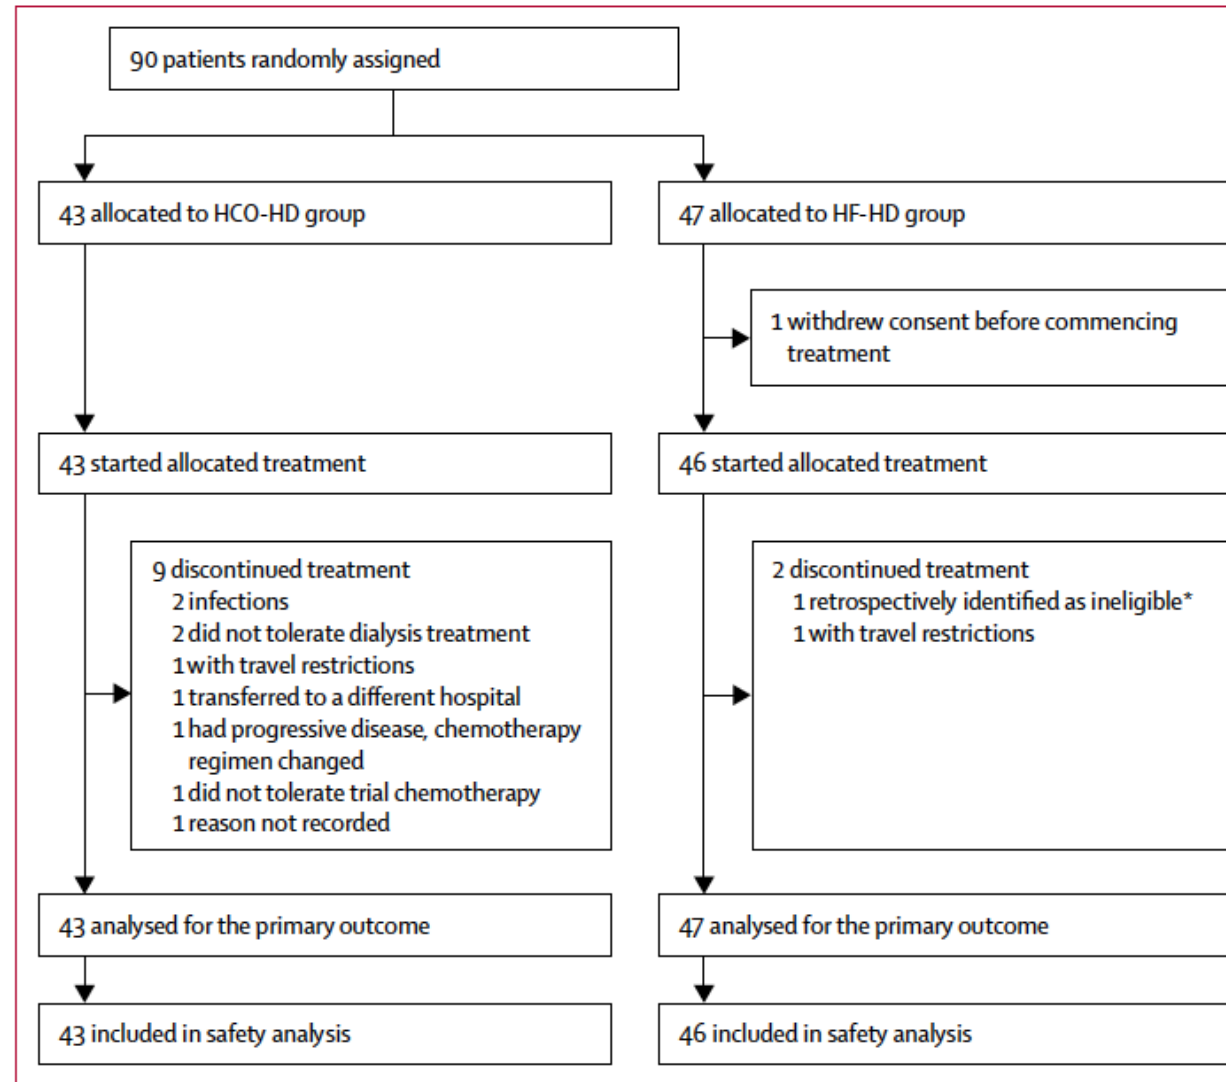 90 patients randomly assigned
43 allocated to HCO-HD group
47 allocated to HF-HD group
1 withdrew consent before commencing
treatment
43 started allocated treatment
46 started allocated treatment
9 discontinued treatment
2 infections
2 did not tolerate dialysis treatment
1 with travel restrictions
1 transferred to a different hospital
1 had progressive disease, chemotherapy
regimen changed
1 did not tolerate trial chemotherapy
1 reason not recorded
2 discontinued treatment
1 retrospectively identified as ineligible*
1 with travel restrictions
43 analysed for the primary outcome
47 analysed for the primary outcome
43 included in safety analysis
46 included in safety analysis